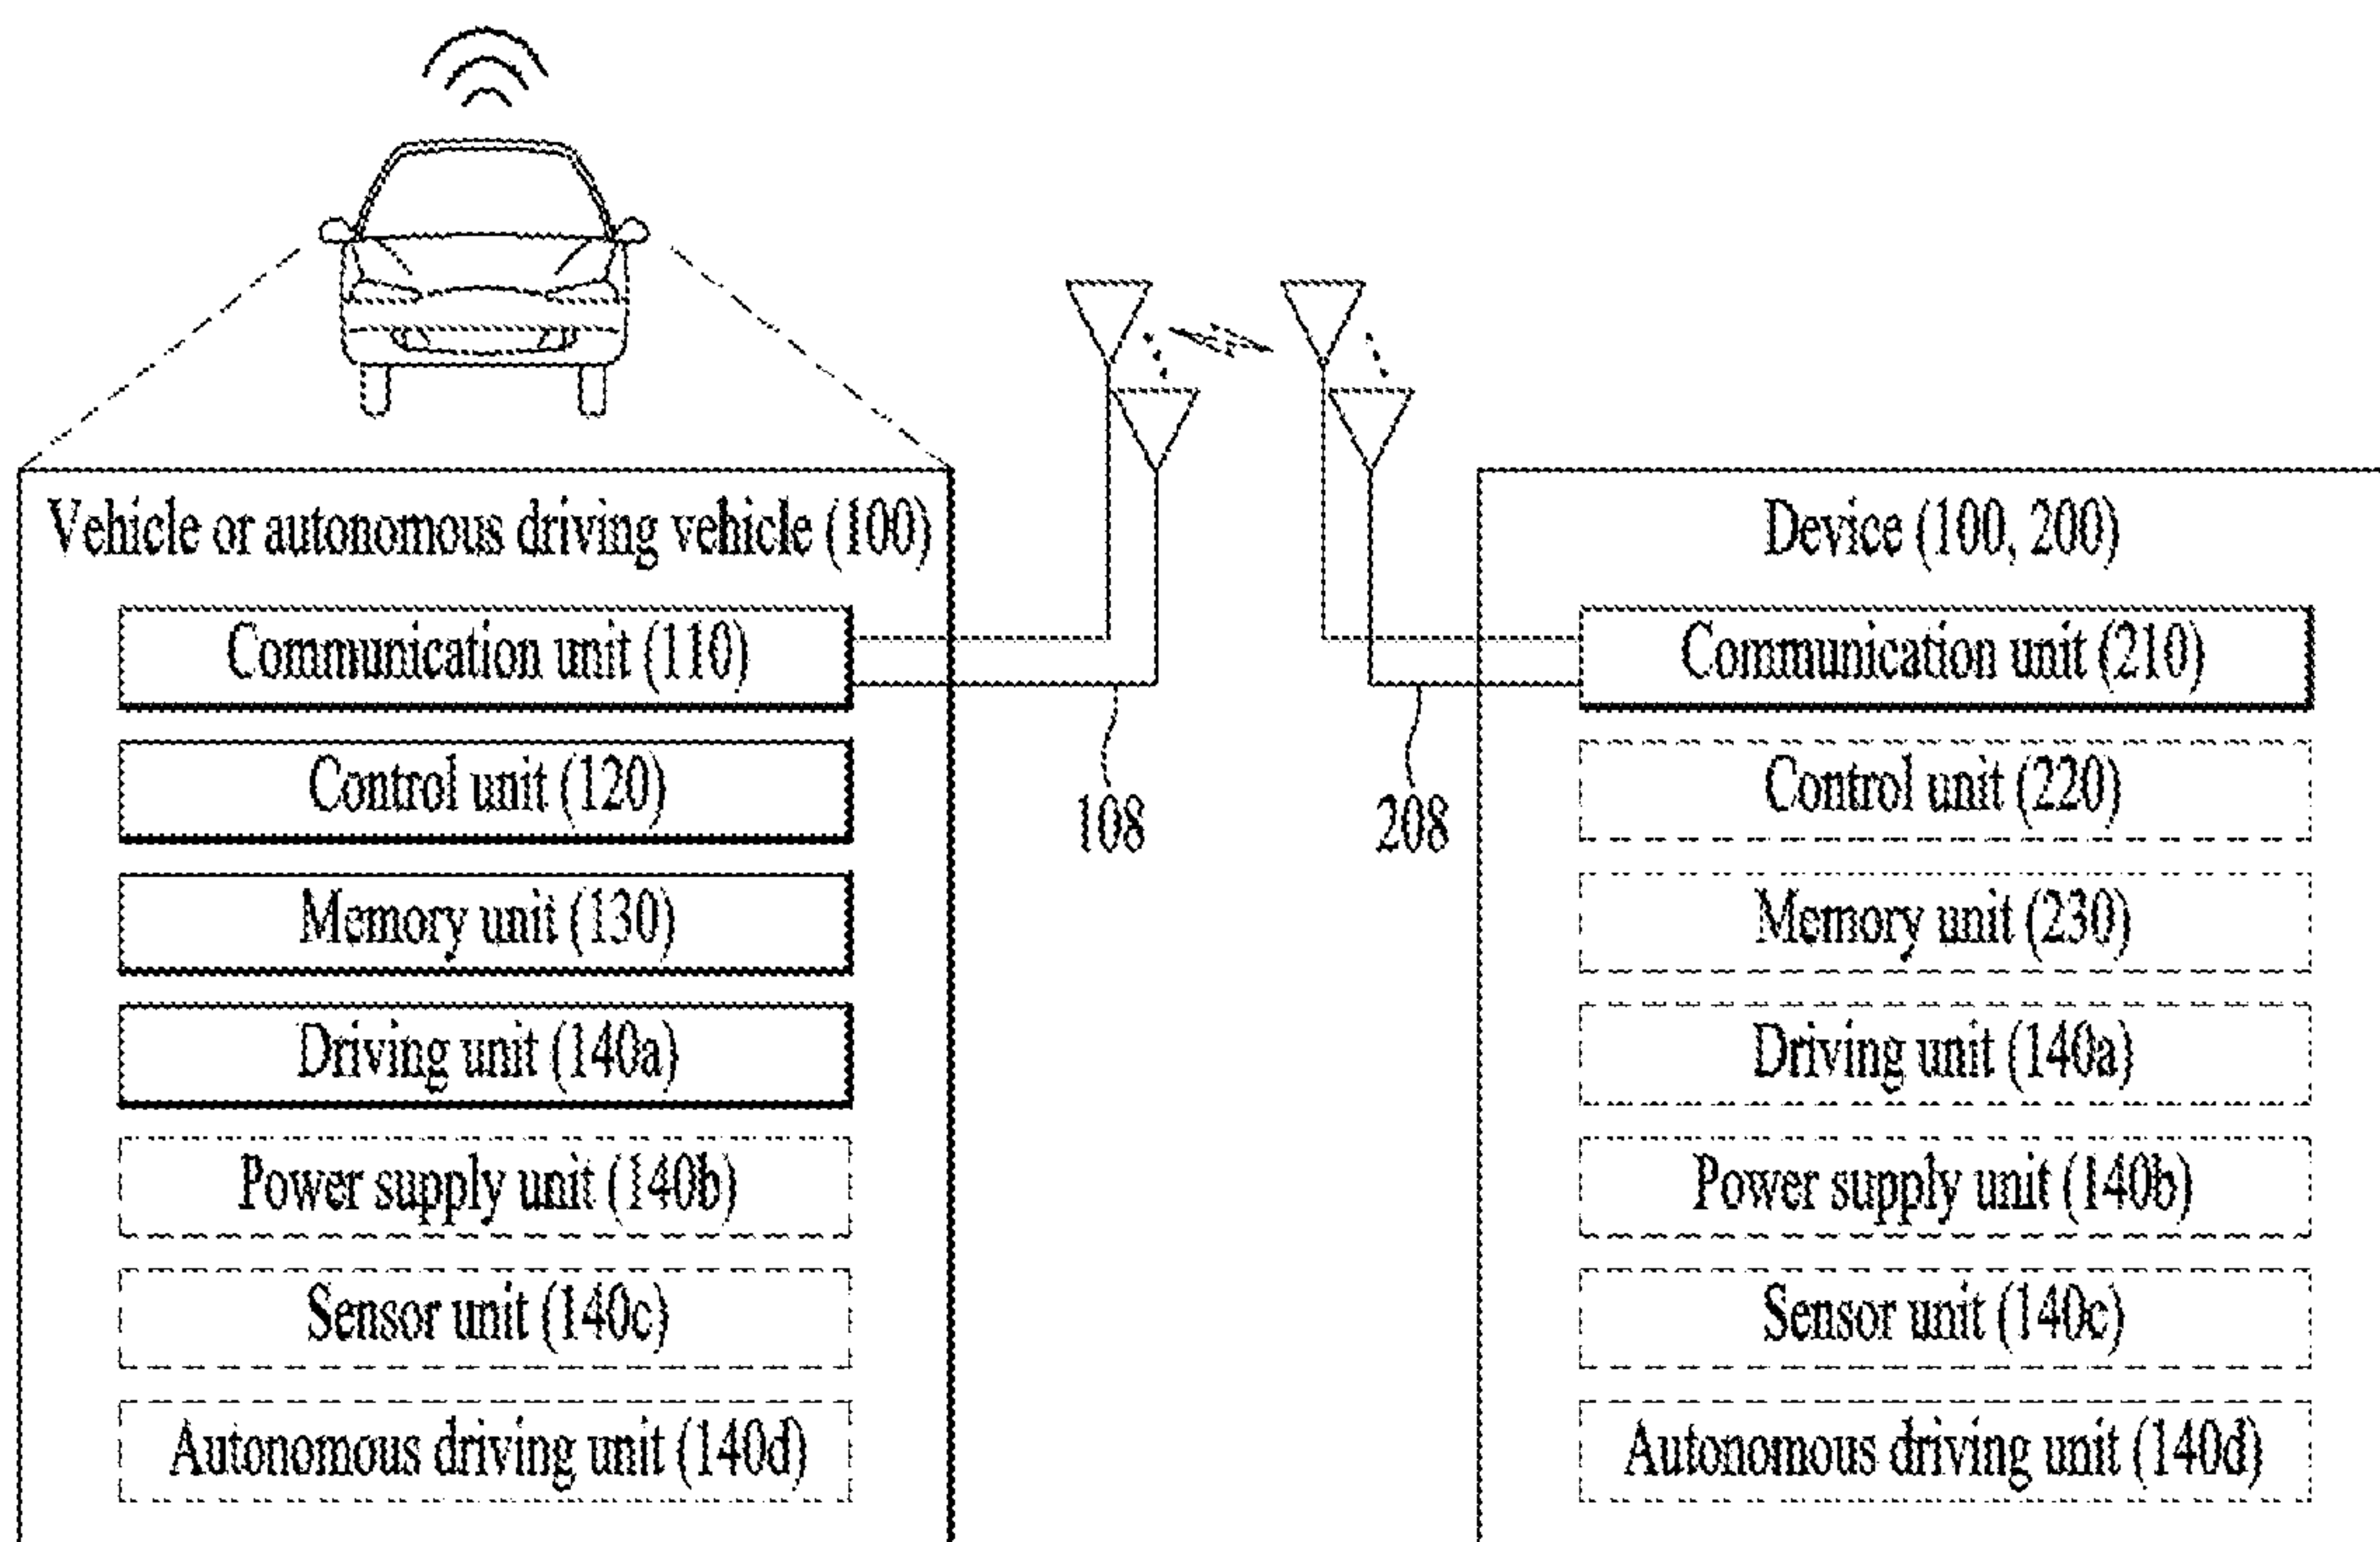 Vehicle or autonomous driving vehicle (100)
Communication unit (110)
Control unit (120)
Memory unit (130)
Driving unit (140a)
Power supply unit (140b)
Sensor unit (140c)
Autonomous driving unit (140d)
108
208
Device (100, 200)
Communication unit (210)
Control unit (220)
Memory unit (230)
Driving unit (140a)
Power supply unit (140b)
Sensor unit (140c)
Autonomous driving unit (140d)